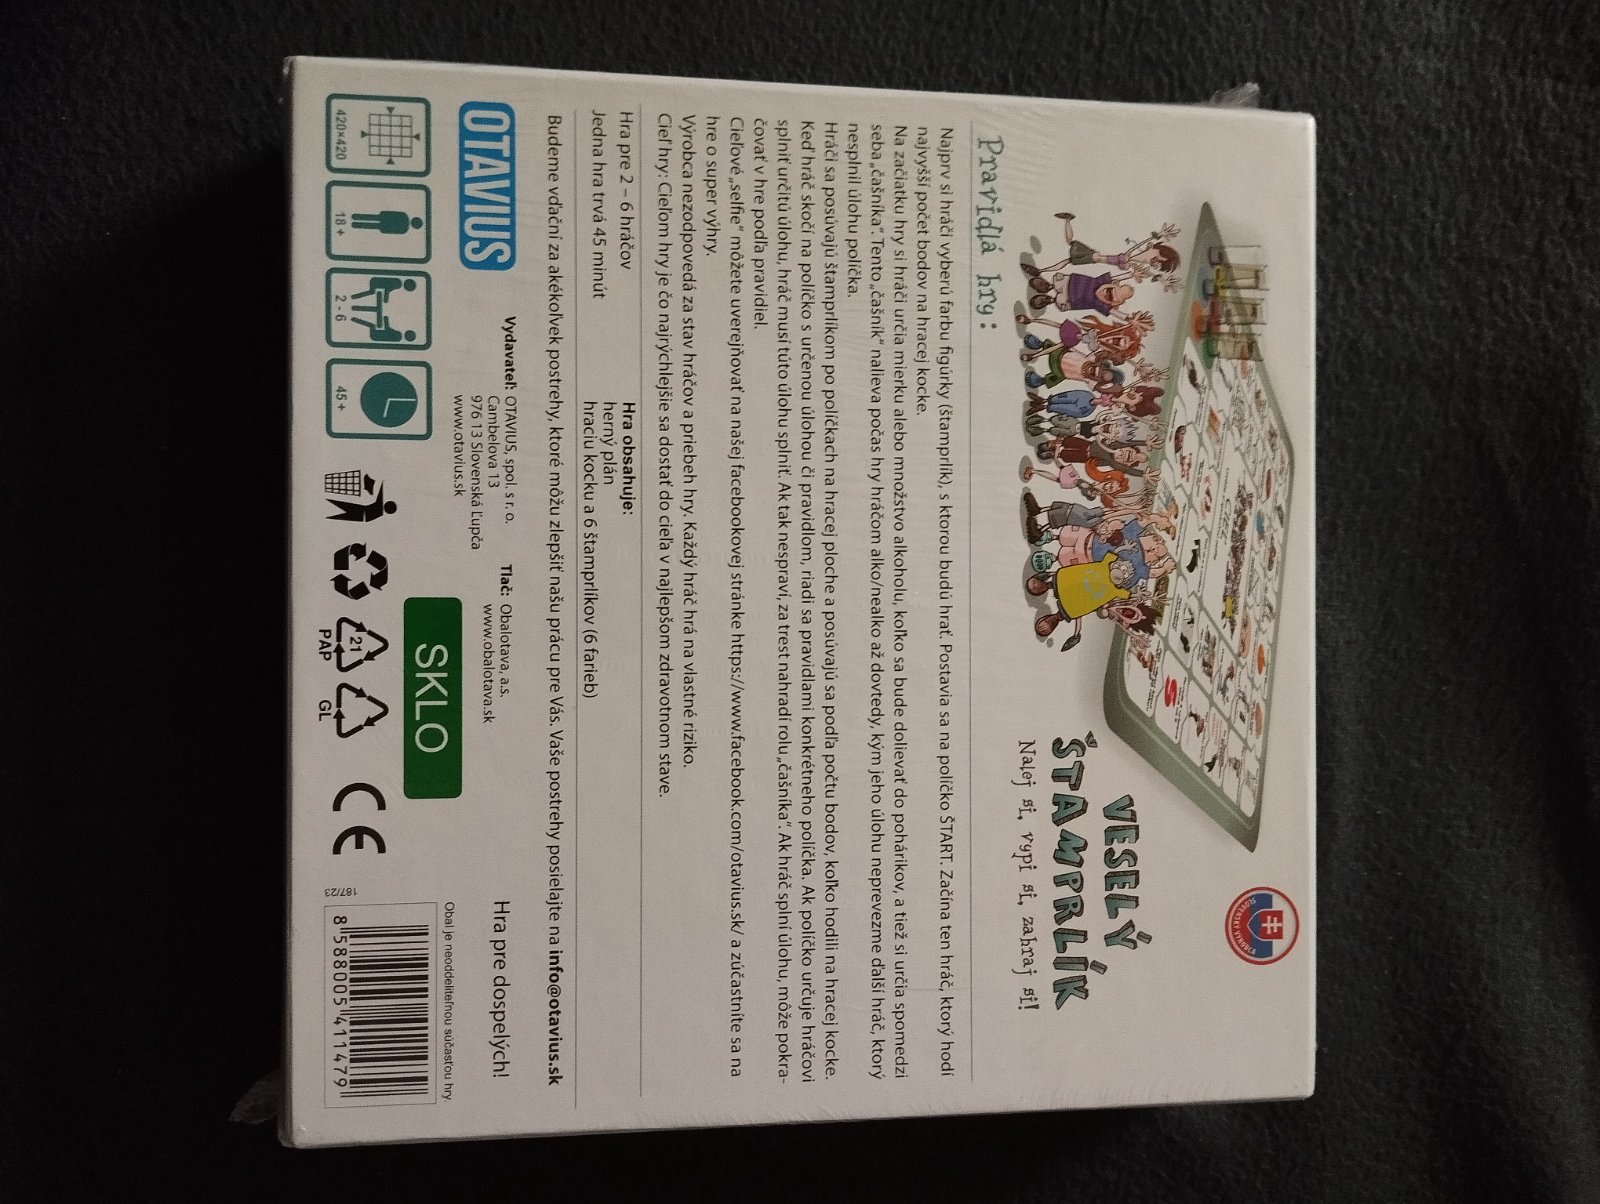 SLOVENSKÝ VÝROBCA
VESELÝ
ŠTAMPRLÍK
Nalej si, vypi si, zahraj si!
Pravidlá hry:
Najprv si hráči vyberú farbu figúrky (štamprlík), s ktorou budú hrať. Postavia sa na políčko ŠTART. Začína ten hráč, ktorý hodí
najvyšší počet bodov na hracej kocke.
Na začiatku hry si hráči určia mierku alebo množstvo alkoholu, koľko sa bude dolievať do pohárikov, a tiež si určia spomedzi
seba „čašníka“. Tento „čašník“ nalieva počas hry hráčom alko/nealko až dovtedy, kým jeho úlohu neprevezme ďalší hráč, ktorý
nesplnil úlohu políčka.
Hráči sa posúvajú štamprlíkom po políčkach na hracej ploche a posúvajú sa podľa počtu bodov, koľko hodili na hracej kocke.
Keď hráč skočí na políčko s určenou úlohou či pravidlom, riadi sa pravidlami konkrétneho políčka. Ak políčko určuje hráčovi
splniť určitú úlohu, hráč musí túto úlohu splniť. Ak tak nespraví, za trest nahradí rolu „čašníka“. Ak hráč splní úlohu, môže pokra-
čovať v hre podľa pravidiel.
Cieľové „selfie“ môžete uverejňovať na našej facebookovej stránke https://www.facebook.com/otavius.sk/ a zúčastníte sa na
hre o super výhry.
Výrobca nezodpovedá za stav hráčov a priebeh hry. Každý hráč hrá na vlastné riziko.
Cieľ hry: Cieľom hry je čo najrýchlejšie sa dostať do cieľa v najlepšom zdravotnom stave.
Hra pre 2 – 6 hráčov
Jedna hra trvá 45 minút
Hra obsahuje:
herný plán
hraciu kocku a 6 štamprlíkov (6 farieb)
Budeme vďační za akékoľvek postrehy, ktoré môžu zlepšiť našu prácu pre Vás. Vaše postrehy posielajte na info@otavius.sk
OTAVIUS
Vydavateľ: OTAVIUS, spol. s r. o.
Cambelova 13
976 13 Slovenská Ľupča
www.otavius.sk
Tlač: Obalotava, a.s.
www.obalotava.sk
Hra pre dospelých!
SKLO
Obal je neoddeliteľnou súčasťou hry.
420×420
18+
2 - 6
45+
21
PAP
GL
CE
187/23
8 588005 411479